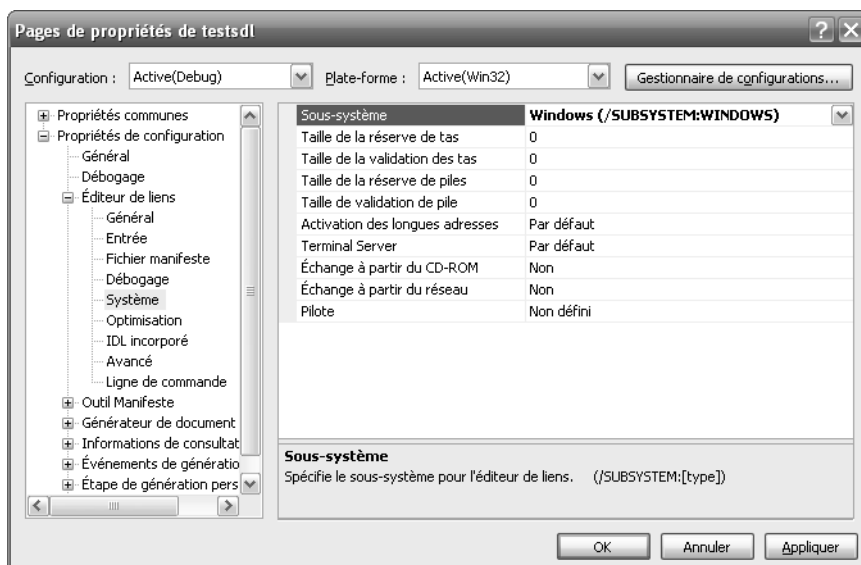 Pages de propriétés de testsdl
Configuration : Active(Debug) Plate-forme : Active(Win32) Gestionnaire de configurations...
Propriétés communes
Propriétés de configuration
Général
Débogage
Éditeur de liens
Général
Entrée
Fichier manifeste
Débogage
Système
Optimisation
IDL incorporé
Avancé
Ligne de commande
Outil Manifeste
Générateur de document
Informations de consultat
Événements de génératio
Étape de génération pers
Sous-système Windows (/SUBSYSTEM:WINDOWS)
Taille de la réserve de tas 0
Taille de la validation des tas 0
Taille de la réserve de piles 0
Taille de validation de pile 0
Activation des longues adresses Par défaut
Terminal Server Par défaut
Échange à partir du CD-ROM Non
Échange à partir du réseau Non
Pilote Non défini
Sous-système
Spécifie le sous-système pour l'éditeur de liens. (/SUBSYSTEM:[type])
OK Annuler Appliquer